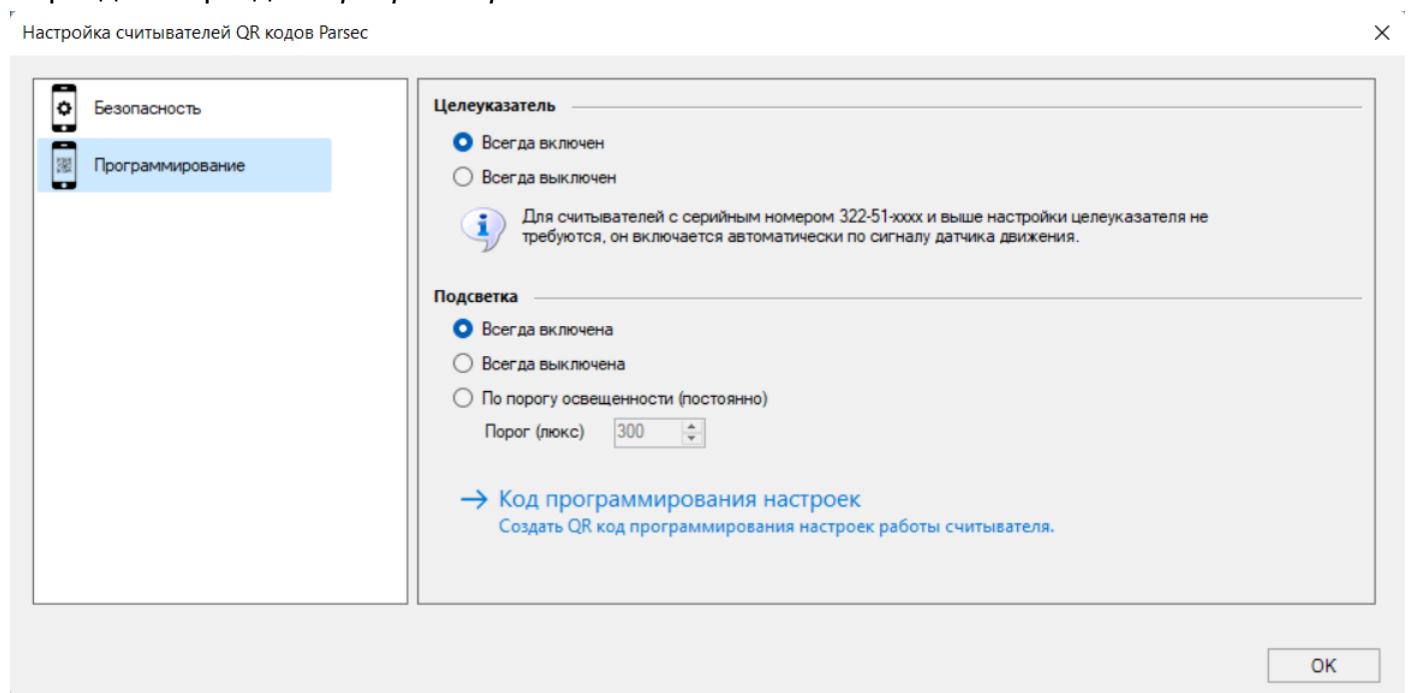 Настройка считывателей QR кодов Parsec
Безопасность
Программирование
Целеуказатель
Всегда включен
Всегда выключен
Для считывателей с серийным номером 322-51-xxxx и выше настройки целеуказателя не
требуются, он включается автоматически по сигналу датчика движения.
Подсветка
Всегда включена
Всегда выключена
По порогу освещенности (постоянно)
Порог (люкс) 300
Код программирования настроек
Создать QR код программирования настроек работы считывателя.
OK